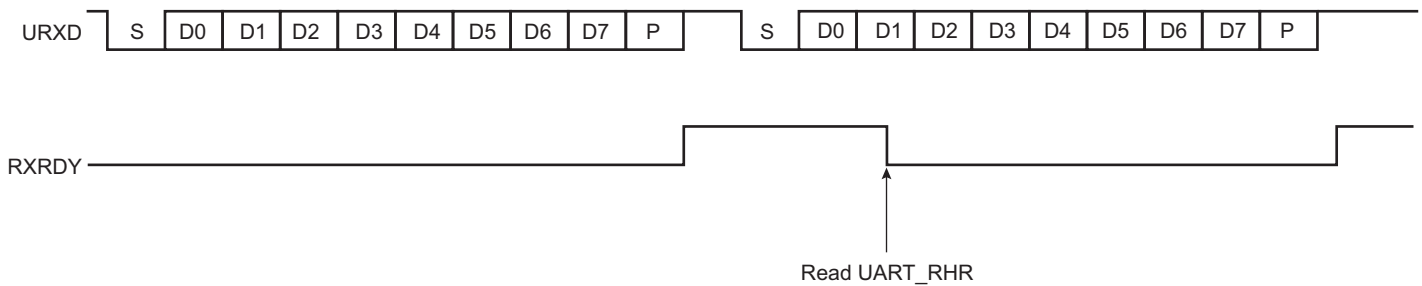 URXD S D0 D1 D2 D3 D4 D5 D6 D7 P S D0 D1 D2 D3 D4 D5 D6 D7 P
RXRDY
Read UART_RHR